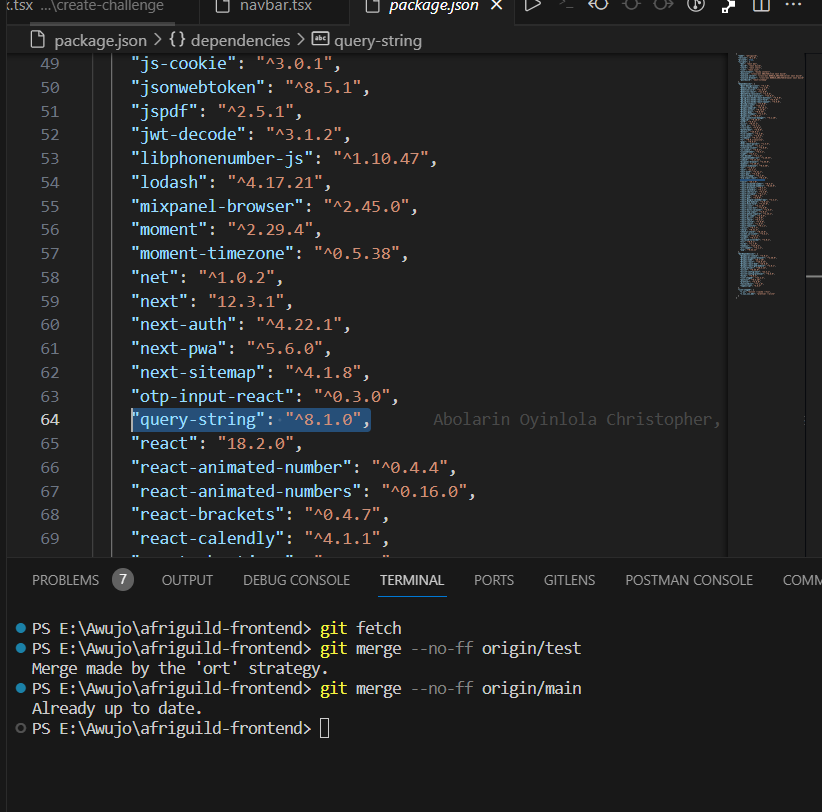 .tsx ...\create-challenge navbar.tsx package.json
package.json > {} dependencies > query-string
49 "js-cookie": "^3.0.1",
50 "jsonwebtoken": "^8.5.1",
51 "jspdf": "^2.5.1",
52 "jwt-decode": "^3.1.2",
53 "libphonenumber-js": "^1.10.47",
54 "lodash": "^4.17.21",
55 "mixpanel-browser": "^2.45.0",
56 "moment": "^2.29.4",
57 "moment-timezone": "^0.5.38",
58 "net": "^1.0.2",
59 "next": "12.3.1",
60 "next-auth": "^4.22.1",
61 "next-pwa": "^5.6.0",
62 "next-sitemap": "^4.1.8",
63 "otp-input-react": "^0.3.0",
64 "query-string": "^8.1.0", Abolarin Oyinlola Christopher,
65 "react": "18.2.0",
66 "react-animated-number": "^0.4.4",
67 "react-animated-numbers": "^0.16.0",
68 "react-brackets": "^0.4.7",
69 "react-calendly": "^4.1.1",
PROBLEMS 7 OUTPUT DEBUG CONSOLE TERMINAL PORTS GITLENS POSTMAN CONSOLE COMM
PS E:\Awujo\afriguild-frontend> git fetch
PS E:\Awujo\afriguild-frontend> git merge --no-ff origin/test
Merge made by the 'ort' strategy.
PS E:\Awujo\afriguild-frontend> git merge --no-ff origin/main
Already up to date.
PS E:\Awujo\afriguild-frontend>